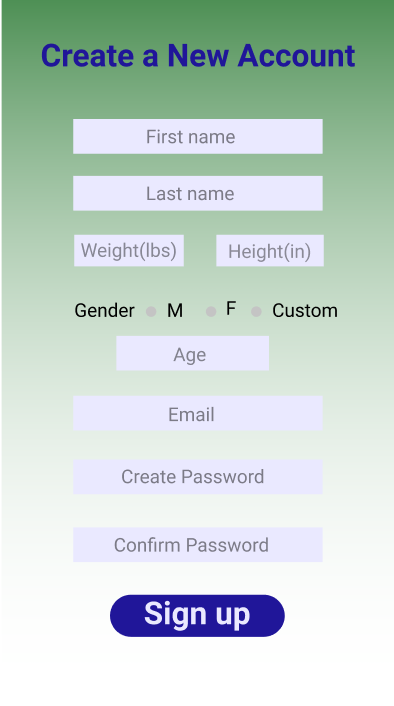 Create a New Account
First name
Last name
Weight(lbs) Height(in)
Gender M F Custom
Age
Email
Create Password
Confirm Password
Sign up